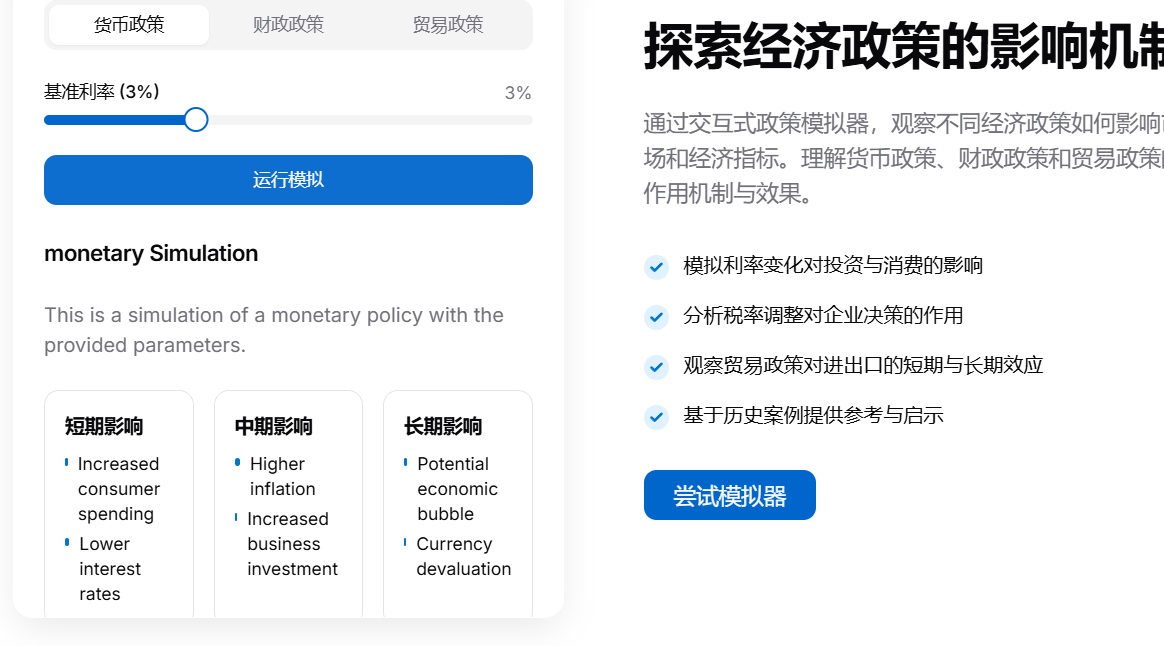 货币政策 财政政策 贸易政策
基准利率 (3%) 3%
运行模拟
monetary Simulation
This is a simulation of a monetary policy with the
provided parameters.
短期影响
Increased
consumer
spending
Lower
interest
rates
中期影响
Higher
inflation
Increased
business
investment
长期影响
Potential
economic
bubble
Currency
devaluation
探索经济政策的影响机制
通过交互式政策模拟器，观察不同经济政策如何影响市
场和经济指标。理解货币政策、财政政策和贸易政策的
作用机制与效果。
模拟利率变化对投资与消费的影响
分析税率调整对企业决策的作用
观察贸易政策对进出口的短期与长期效应
基于历史案例提供参考与启示
尝试模拟器